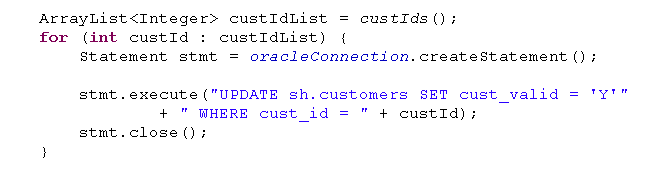 ArrayList<Integer> custIdList = custIds();
for (int custId : custIdList) {
    Statement stmt = oracleConnection.createStatement();

    stmt.execute("UPDATE sh.customers SET cust_valid = 'Y'"
            + " WHERE cust_id = " + custId);
    stmt.close();
}